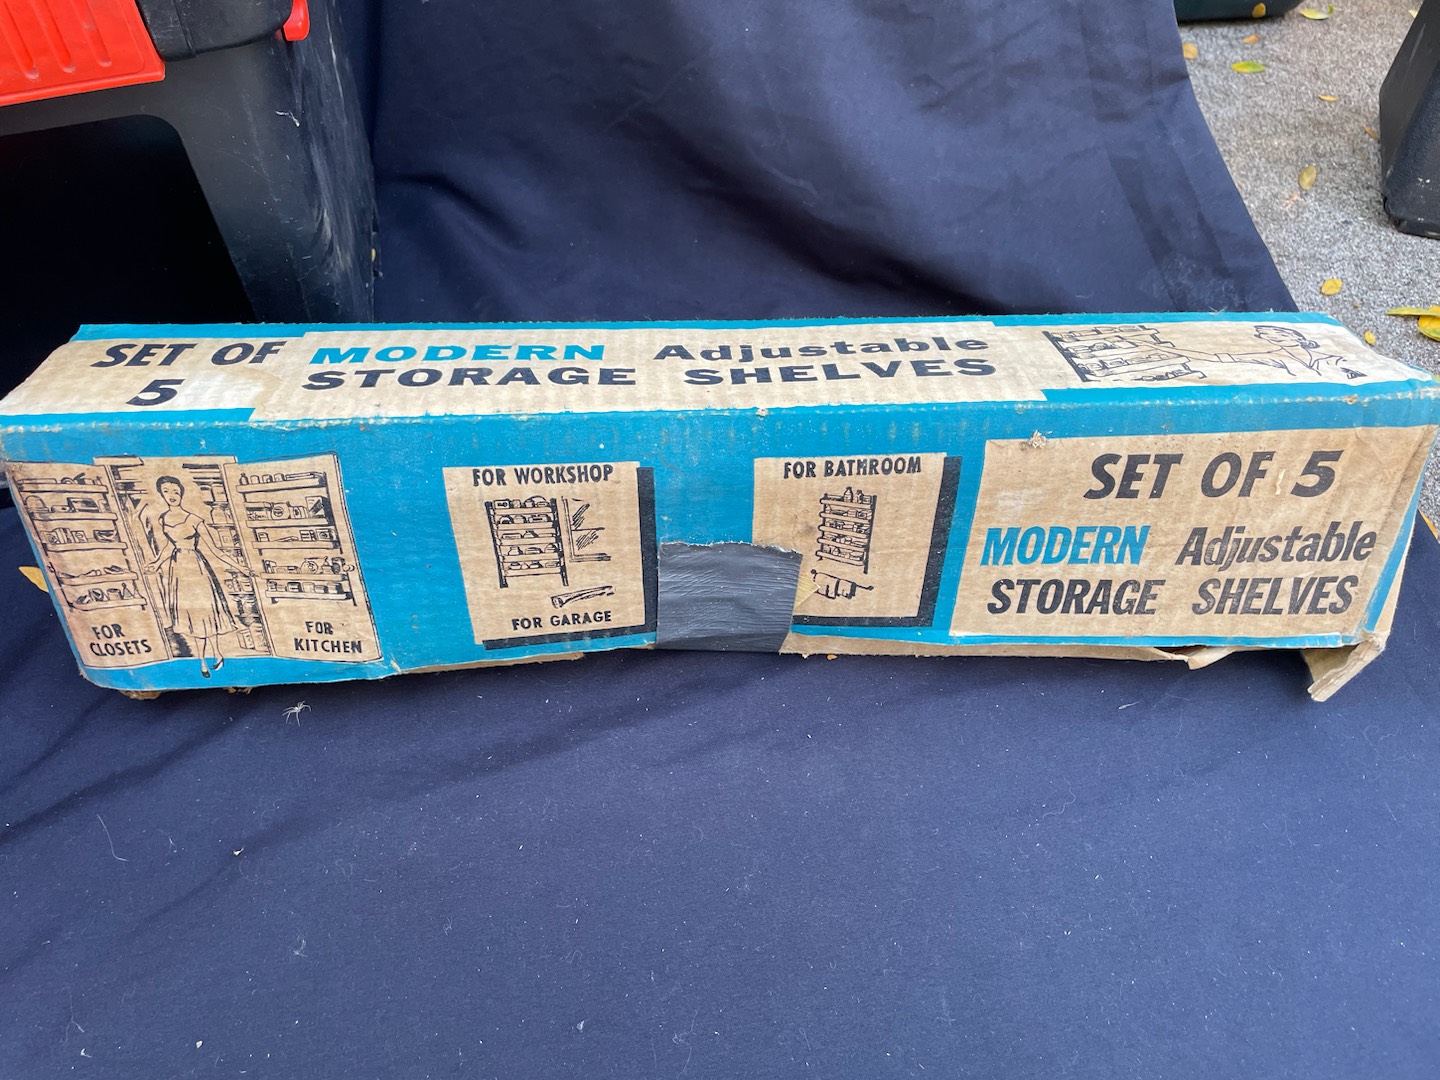 SET OF
5
MODERN Adjustable
STORAGE SHELVES
FOR
CLOSETS
FOR
KITCHEN
FOR WORKSHOP
FOR GARAGE
FOR BATHROOM
SET OF 5
MODERN Adjustable
STORAGE SHELVES